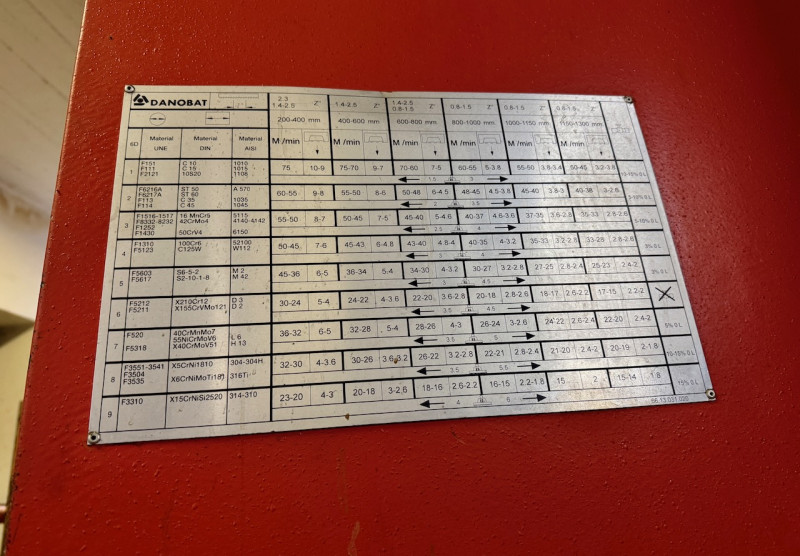 DANOBAT
2.3 1.4-2.5 Z" 1.4-2.5 Z" 1.4-2.5 0.8-1.5 Z" 0.8-1.5 Z" 0.8-1.5 Z"
200-400 mm 400-600 mm 600-800 mm 800-1000 mm 1000-1150 mm 1150-1300 mm
Material UNE Material DIN Material AISI M/min M/min M/min M/min M/min M/min
1 F151 C 10 1010 75 10-9 75-70 9-7 70-60 7-5 60-55 5-3.8 55-50 3.8-3.4 50-45
F111 C 15 1015
F2121 10S20 1108
2 F6216A ST 50 A 570 60-55 9-8 55-50 8-6 50-48 6-4.5 48-45 4.5-3.8 45-40 3.8-3 40-38
F5217A ST 60
F113 C 35 1035
F114 C 45 1045
3 F1516-1517 16 MnCr5 5115 55-50 8-7 50-45 7-5 45-40 5-4.6 40-37 4.6-3.6 37-35 3.6-2.8 35-33 2.8-2.6
F8332-8232 42CrMo4 4140-4142
F1252
F1430 50CrV4 6150
4 F1310 100Cr6 52100 50-45 7-6 45-43 6-4.8 43-40 4.8-4 40-35 4-3.2 35-33 3.2-2.8 33-28 2.8-2.6
F5123 C125W W112
5 F5603 S6-5-2 M 2 45-36 6-5 36-34 5-4 34-30 4-3.2 30-27 3.2-2.8 27-25 2.8-2.4 25-23 2.4-2
F5617 S2-10-1-8 M 42
6 F5212 X210Cr12 D 3 30-24 5-4 24-22 4-3.6 22-20 3.6-2.8 20-18 2.8-2.6 18-17 2.6-2.2 17-15 2.2-2
F5211 X155CrVMo121 D 2
7 F520 40CrMnMo7 36-32 6-5 32-28 5-4 28-26 4-3 26-24 3-2.6 24-22 2.6-2.4 22-20 2.4-2 5% 0 L
55NiCrMoV6 L 6
F5318 X40CrMoV51 H 13
8 F3551-3541 X5CrNi1810 304-304H 32-30 4-3.6 30-26 3.6-3.2 26-22 3.2-2.8 22-21 2.8-2.4 21-20 2.4-2 20-19 2-1.8
F3504
F3535 X6CrNiMoTi18 316Ti
9 F3310 X15CrNiSi2520 314-310 23-20 4-3 20-18 3-2.6 18-16 2.6-2.2 16-15 2.2-1.8 15 2 15-14 15% 0 L